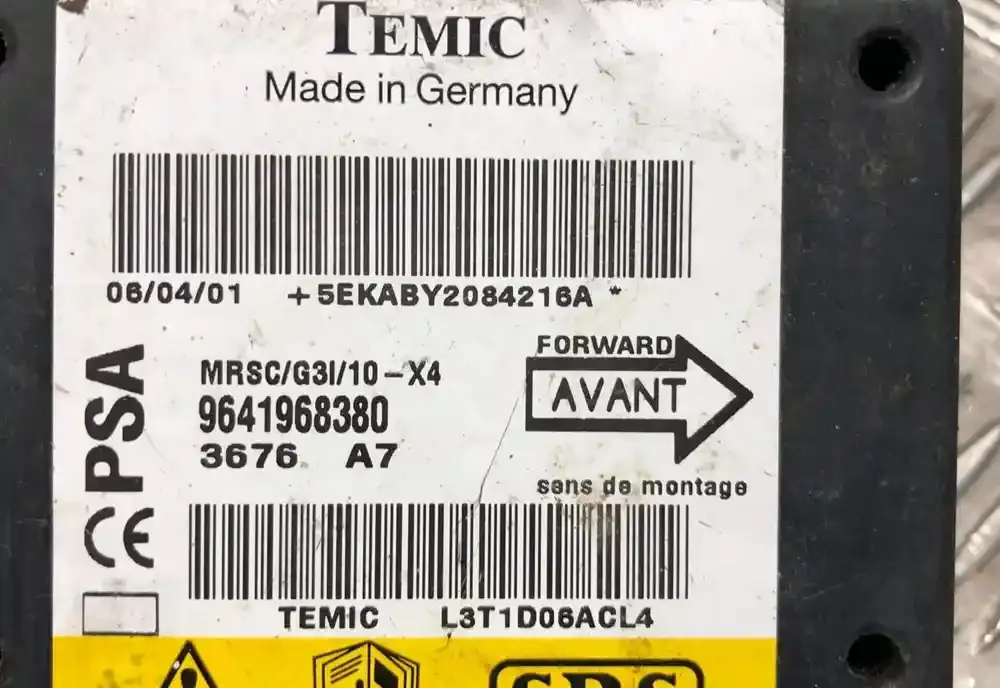 TEMIC
Made in Germany
06/04/01 +5EKABY2084216A *
PSA
MRSC/G3I/10-X4
9641968380
3676 A7
FORWARD
AVANT
sens de montage
CE
TEMIC L3T1D06ACL4
SRS